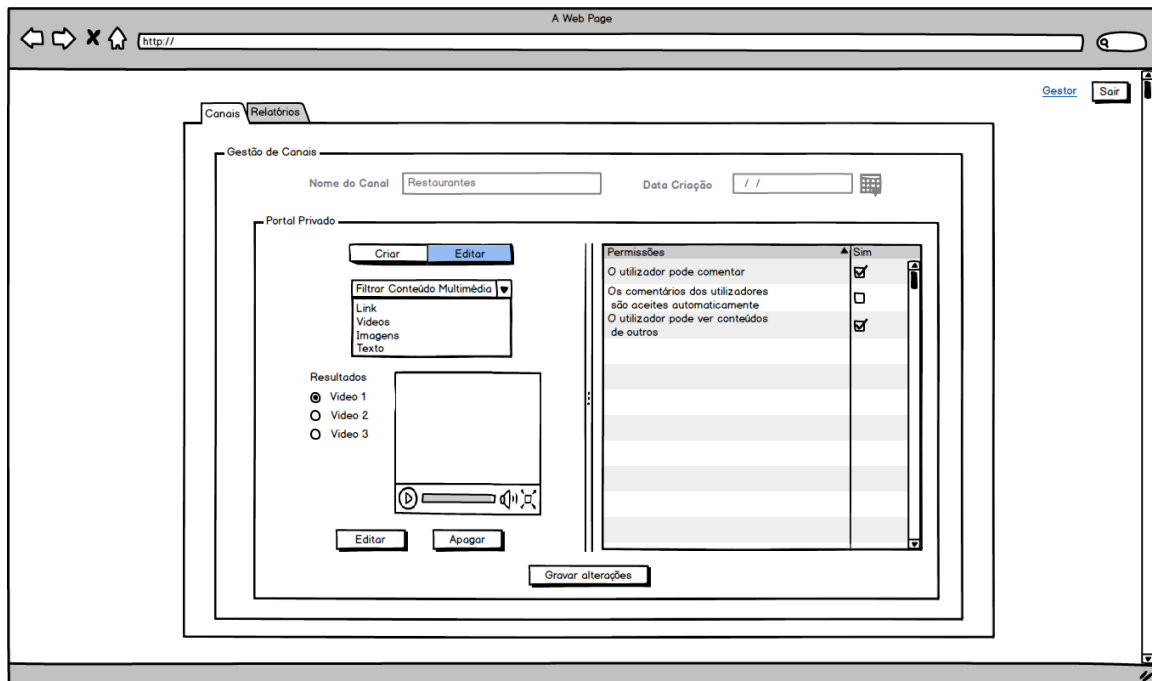 A Web Page
http://
Gestor
Sair
Canais
Relatórios
Gestão de Canais
Nome do Canal
Restaurantes
Data Criação
/ /
Portal Privado
Criar
Editar
Filtrar Conteúdo Multimédia
Link
Videos
Imagens
Texto
Resultados
Video 1
Video 2
Video 3
Editar
Apagar
Permissões
Sim
O utilizador pode comentar
Os comentários dos utilizadores
são aceites automaticamente
O utilizador pode ver conteúdos
de outros
Gravar alterações